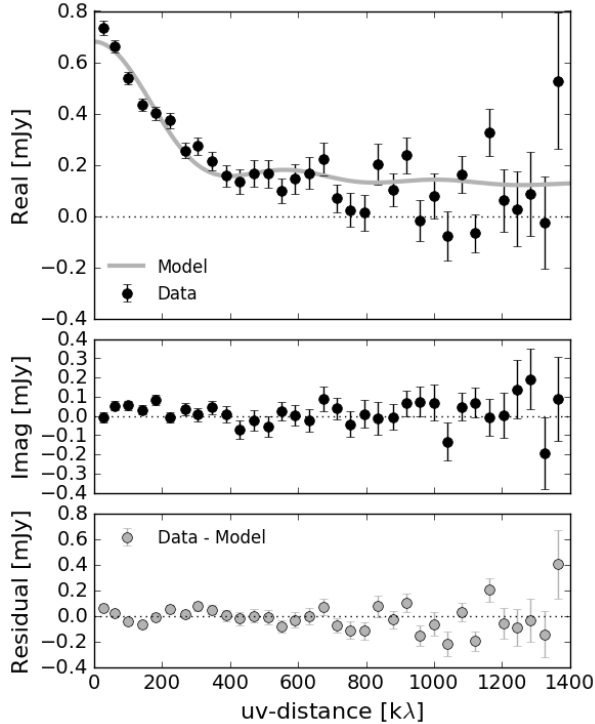 0.8
0.6
0.4
0.2
0.0
−0.2
−0.4
Real [mJy]
Model
Data
0.4
0.3
0.2
0.1
0.0
−0.1
−0.2
−0.3
−0.4
Imag [mJy]
0.8
0.6
0.4
0.2
0.0
−0.2
−0.4
Residual [mJy]
Data - Model
0 200 400 600 800 1000 1200 1400
uv-distance [kλ]